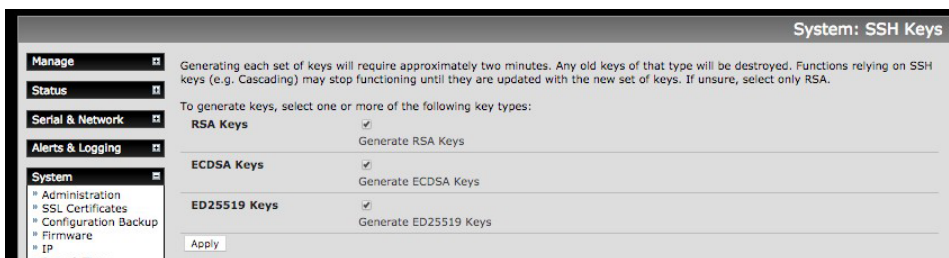 System: SSH Keys
Manage
Status
Serial & Network
Alerts & Logging
System
Administration
SSL Certificates
Configuration Backup
Firmware
IP
Generating each set of keys will require approximately two minutes. Any old keys of that type will be destroyed. Functions relying on SSH
keys (e.g. Cascading) may stop functioning until they are updated with the new set of keys. If unsure, select only RSA.
To generate keys, select one or more of the following key types:
RSA Keys
Generate RSA Keys
ECDSA Keys
Generate ECDSA Keys
ED25519 Keys
Generate ED25519 Keys
Apply